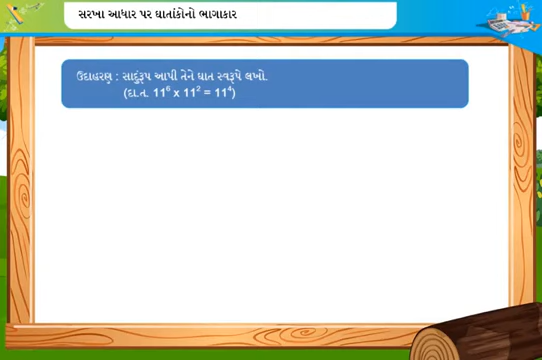 સરખા આધાર પર ઘાતાંકોનો ભાગાકાર
ઉદાહરણ : સાદુંરૂપ આપી તેને ઘાત સ્વરૂપે લખો.
(દા.ત. 11⁶ x 11² = 11⁴)